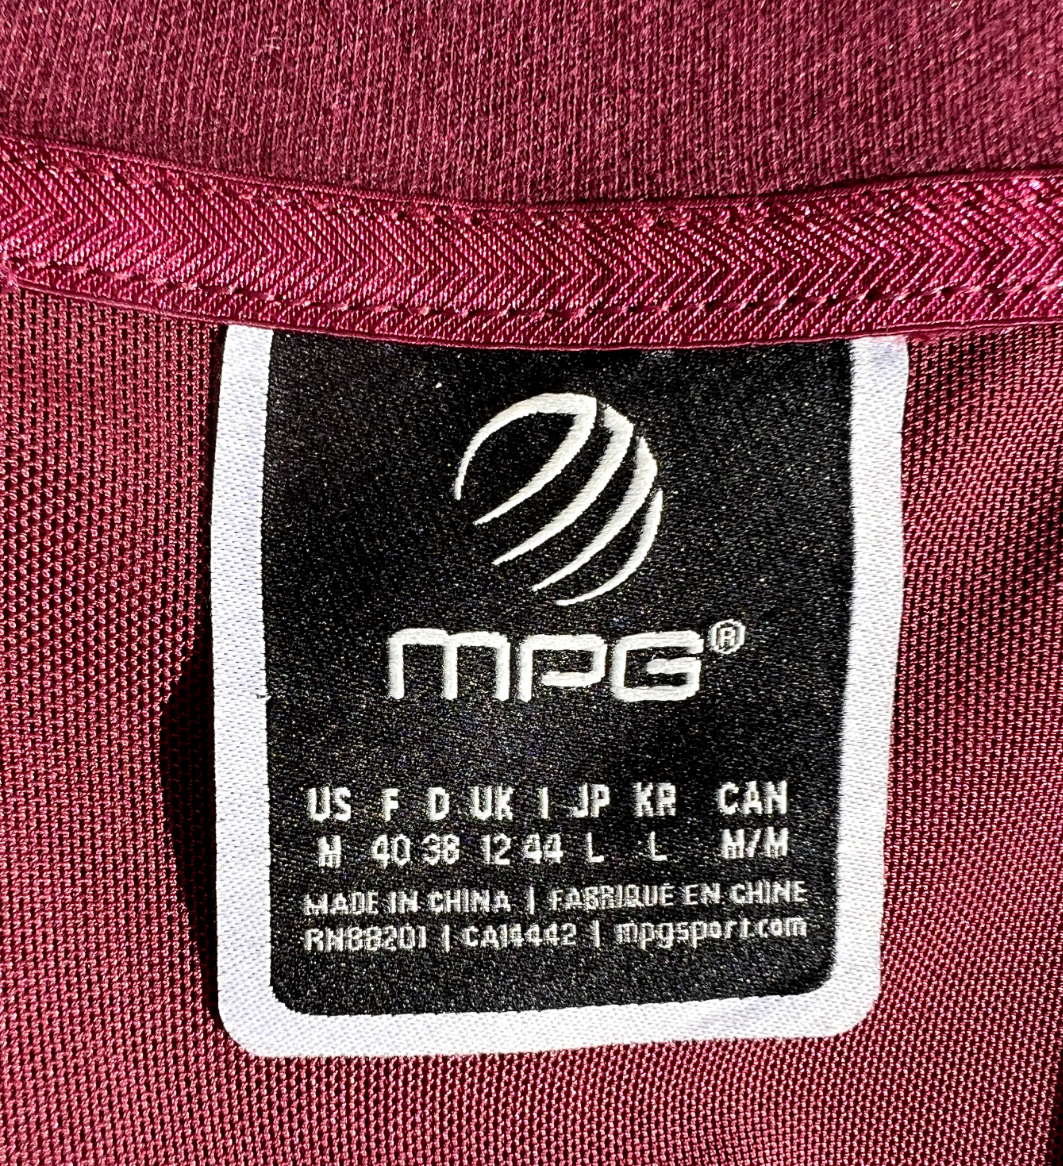 MPG®
US F D UK I JP KR CAN
M 40 38 12 44 L L M/M
MADE IN CHINA | FABRIQUE EN CHINE
RN88201 | CA14442 | mpgsport.com